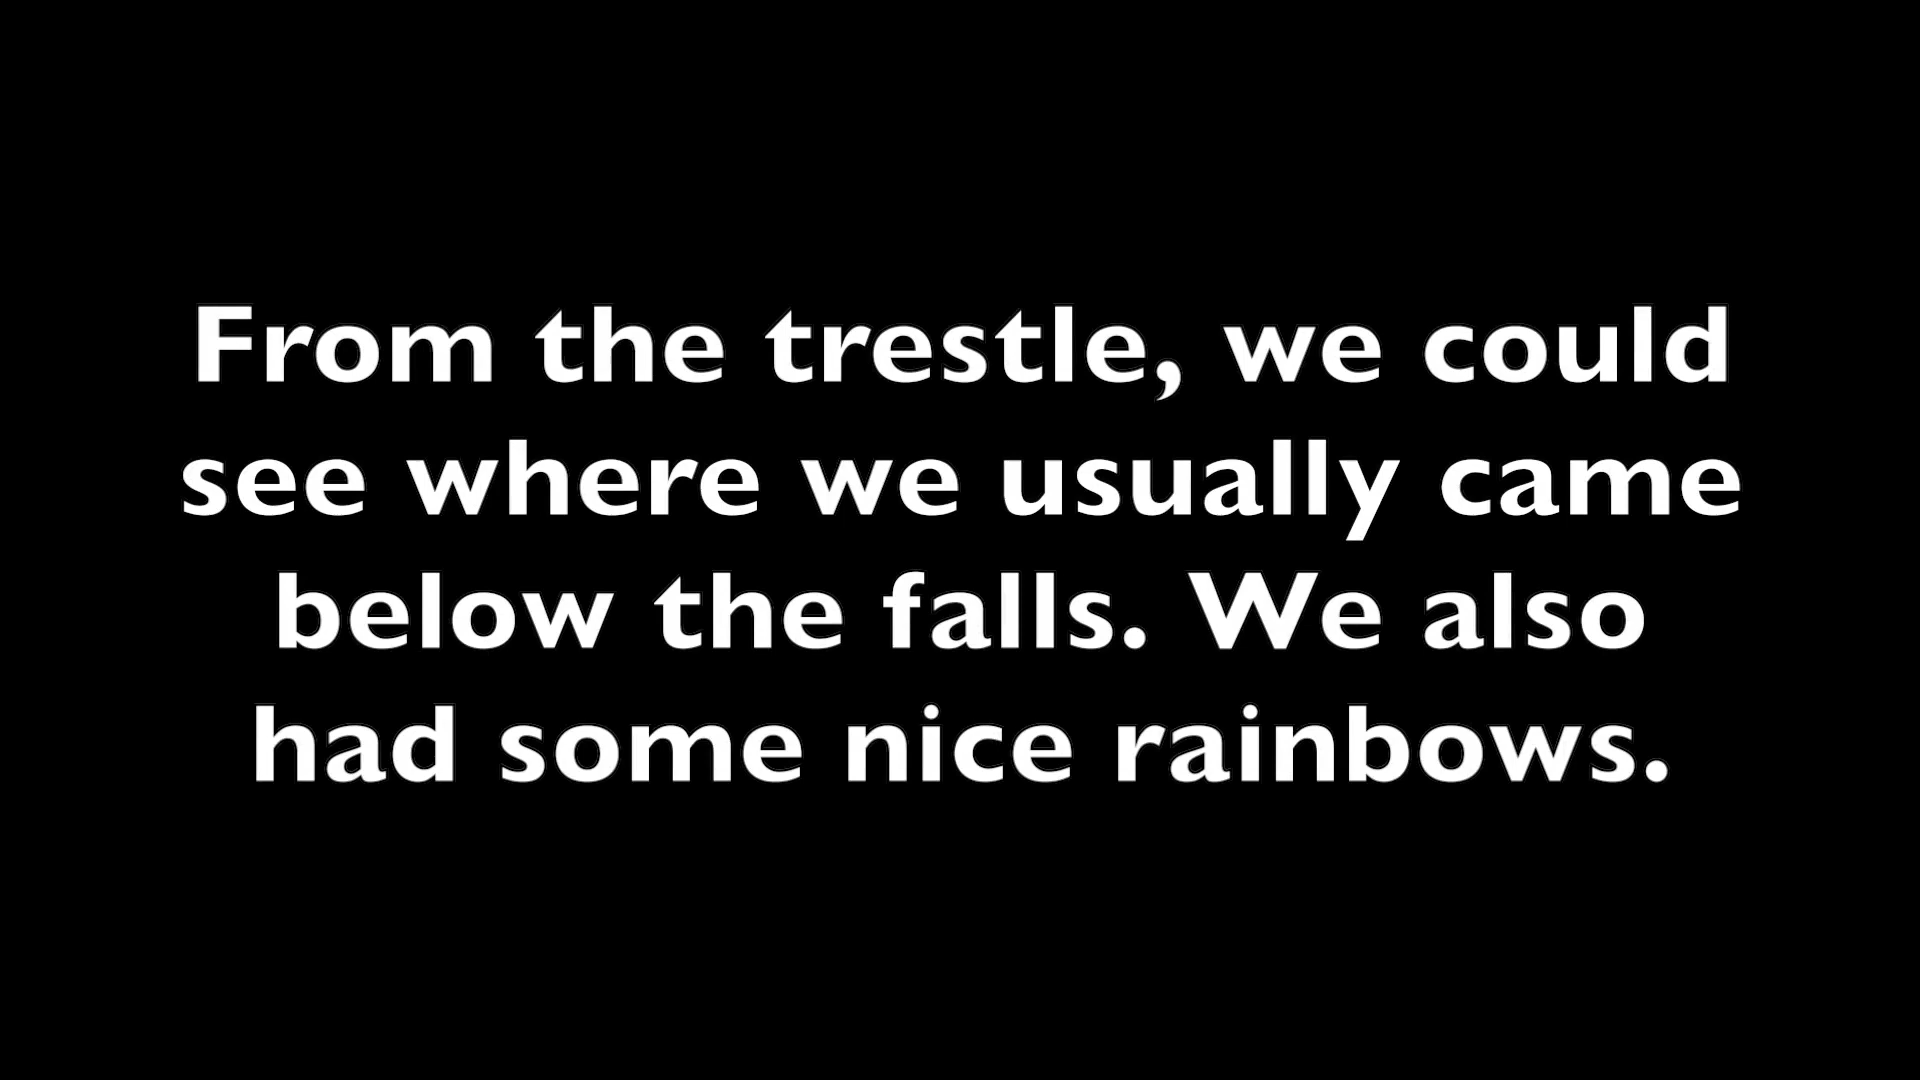 From the trestle, we could
see where we usually came
below the falls. We also
had some nice rainbows.